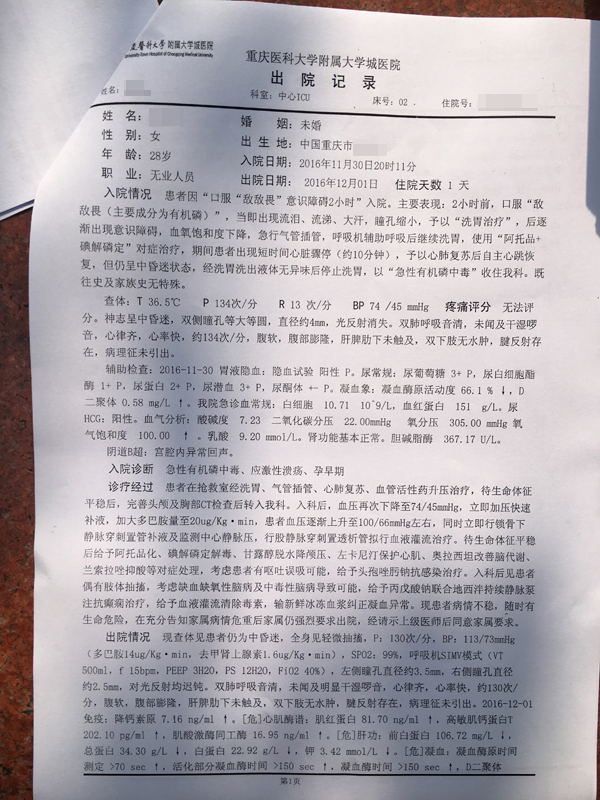 重庆医科大学 附属大学城医院
University-Town Hospital of Chongqing Medical University
重庆医科大学附属大学城医院
出 院 记 录
姓名: 科室：中心ICU 床号：02 . 住院号：
姓 名： 婚 姻：未婚
性 别：女 出 生 地：中国重庆市
年 龄：28岁 入院日期：2016年11月30日20时11分
职 业：无业人员 出院日期：2016年12月01日 住院天数 1 天
入院情况 患者因“口服“敌敌畏”意识障碍2小时”入院。主要表现：2小时前，口服“敌
敌畏（主要成分为有机磷）”，当即出现流泪、流涕、大汗，瞳孔缩小，予以“洗胃治疗”，后逐
渐出现意识障碍，血氧饱和度下降，急行气管插管，呼吸机辅助呼吸后继续洗胃，使用“阿托品+
碘解磷定”对症治疗，期间患者出现短时间心脏骤停（约10分钟），予以心肺复苏后自主心跳恢
复，但仍呈中昏迷状态，经洗胃洗出液体无异味后停止洗胃，以“急性有机磷中毒”收住我科。既
往史及家族史无特殊。
查体：T 36.5℃ P 134次/分 R 13 次/分 BP 74 /45 mmHg 疼痛评分 无法评
分。神志呈中昏迷，双侧瞳孔等大等圆，直径约4mm，光反射消失。双肺呼吸音清，未闻及干湿啰
音，心律齐，心率快，约134次/分，腹软，腹部膨隆，肝脾肋下未触及，双下肢无水肿，腱反射存
在，病理征未引出。
辅助检查：2016-11-30 胃液隐血：隐血试验 阳性 P。尿常规：尿葡萄糖 3+ P，尿白细胞酯
酶 1+ P，尿蛋白 2+ P，尿潜血 3+ P，尿酮体 +- P。凝血象：凝血酶原活动度 66.1 % ↓，D
二聚体 0.58 mg/L ↑。我院急诊血常规：白细胞 10.71 10^9/L，血红蛋白 151 g/L。尿
HCG：阳性。血气分析：酸碱度 7.23 二氧化碳分压 22.00mmHg 氧分压 305.00 mmHg 氧
气饱和度 100.00 ↑。乳酸 9.20 mmol/L。肾功能基本正常。胆碱脂酶 367.17 U/L。
阴道B超：宫腔内异常回声。
入院诊断 急性有机磷中毒、应激性溃疡、孕早期
诊疗经过 患者在抢救室经洗胃、气管插管、心肺复苏、血管活性药升压治疗，待生命体征
平稳后，完善头颅及胸部CT检查后转入我科。入科后，血压再次下降至74/45mmHg，立即加压快速
补液，加大多巴胺量至20ug/Kg·min，患者血压逐渐上升至100/66mmHg左右，同时立即行锁骨下
静脉穿刺置管补液及监测中心静脉压，行股静脉穿刺置透析管拟行血液灌流治疗。待生命体征平稳
后给予阿托品化、碘解磷定解毒、甘露醇脱水降颅压、左卡尼汀保护心肌、奥拉西坦改善脑代谢、
兰索拉唑抑酸等对症处理，考虑患者有呕吐误吸可能，给予头孢唑肟钠抗感染治疗。入科后见患者
偶有肢体抽搐，考虑缺血缺氧性脑病及中毒性脑病导致可能，给予丙戊酸钠联合地西泮持续静脉泵
注抗癫痫治疗，给予血液灌流清除毒素，输新鲜冰冻血浆纠正凝血异常。现患者病情不稳，随时有
生命危险，在充分告知家属病情危重后家属仍强烈要求出院，经请示上级医师后同意家属要求。
出院情况 现查体见患者仍为中昏迷，全身见轻微抽搐，P：130次/分，BP：113/73mmHg
（多巴胺14ug/Kg·min，去甲肾上腺素1.6ug/Kg·min），SPO2：99%，呼吸机SIMV模式（VT
500ml，f 15bpm，PEEP 3H2O，PS 12H2O，FiO2 40%），左侧瞳孔直径约3.5mm，右侧瞳孔直径
约2.5mm，对光反射均迟钝。双肺呼吸音清，未闻及明显干湿啰音，心律齐，心率快，约130次/
分，腹软，腹部膨隆，肝脾肋下未触及，双下肢无水肿，腱反射存在，病理征未引出。2016-12-01
免疫：降钙素原 7.16 ng/ml ↑。[危]心肌酶谱：肌红蛋白 81.70 ng/ml ↑，高敏肌钙蛋白T
202.10 pg/ml ↑，肌酸激酶同工酶 16.95 ng/ml ↑。[危]肝功：前白蛋白 106.72 mg/L ↓，
总蛋白 34.30 g/L ↓，白蛋白 22.92 g/L ↓，钾 3.42 mmol/L ↓。[危]凝血：凝血酶原时间
测定 >70 sec ↑，活化部分凝血酶时间 >150 sec ↑，凝血酶时间 >150 sec ↑，D二聚体
第1页